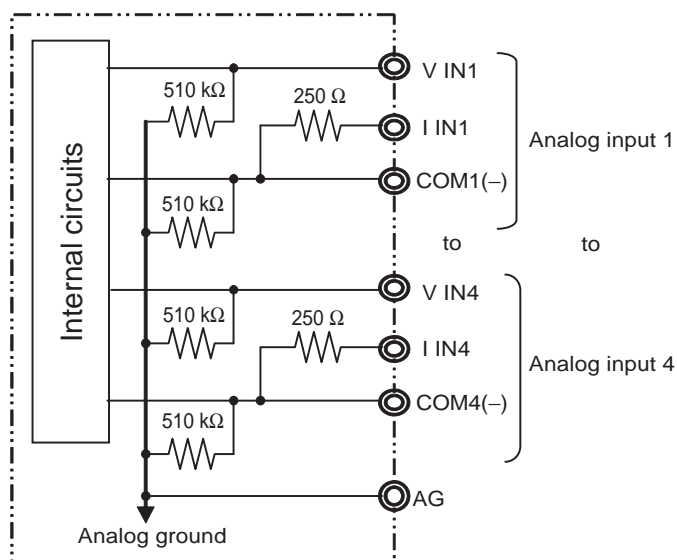 V IN1
510 kΩ
250 Ω
I IN1
Analog input 1
COM1(−)
510 kΩ
Internal circuits
to
to
V IN4
510 kΩ
250 Ω
I IN4
Analog input 4
COM4(−)
510 kΩ
AG
Analog ground